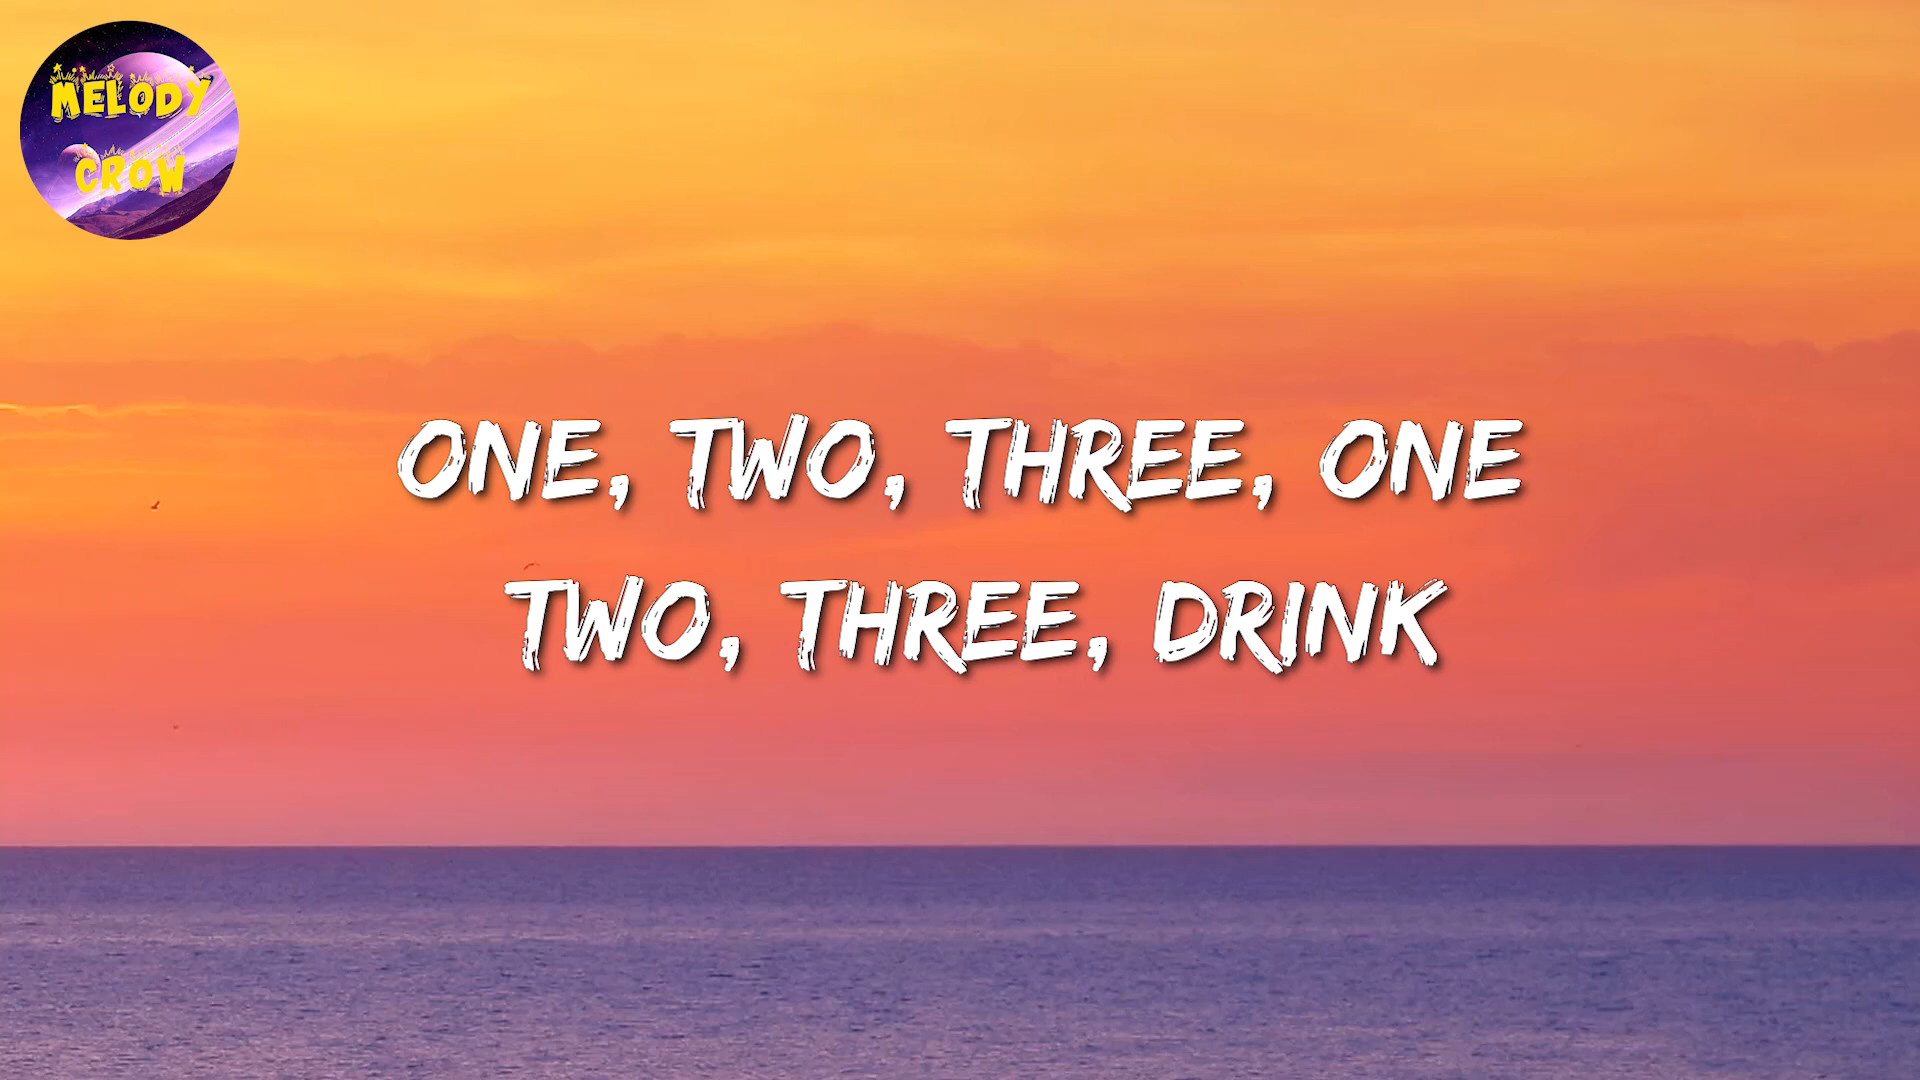 MELODY
CROW
ONE, TWO, THREE, ONE
TWO, THREE, DRINK